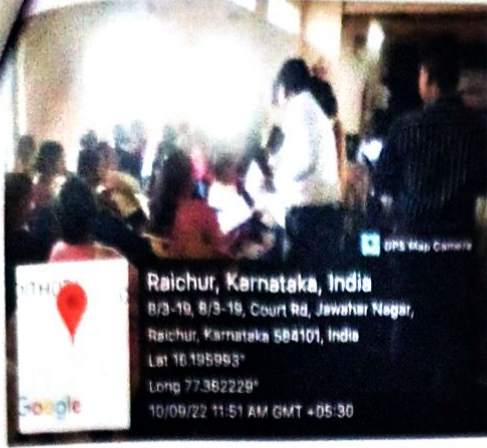 GPS Map Camera
Raichur, Karnataka, India
8/3-19, 8/3-19, Court Rd, Jawahar Nagar,
Raichur, Karnataka 584101, India
Lat 16.195993°
Long 77.362229°
10/09/22 11:51 AM GMT +05:30
Google